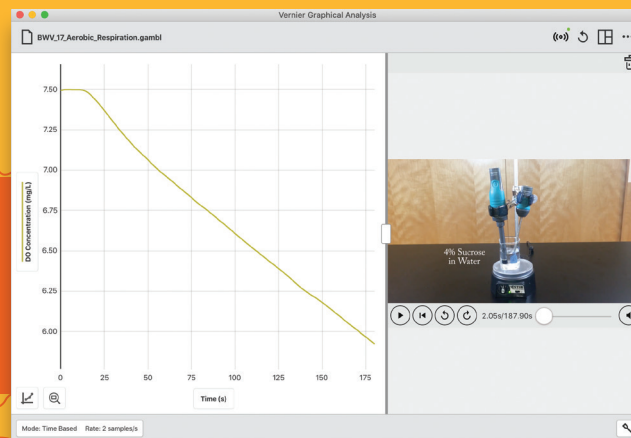 Vernier Graphical Analysis
BWV_17_Aerobic_Respiration.gambl
7.50
7.25
7.00
6.75
6.50
6.25
6.00
DO Concentration (mg/L)
0 25 50 75 100 125 150 175
Time (s)
4% Sucrose
in Water
2.05s/187.90s
Mode: Time Based Rate: 2 samples/s